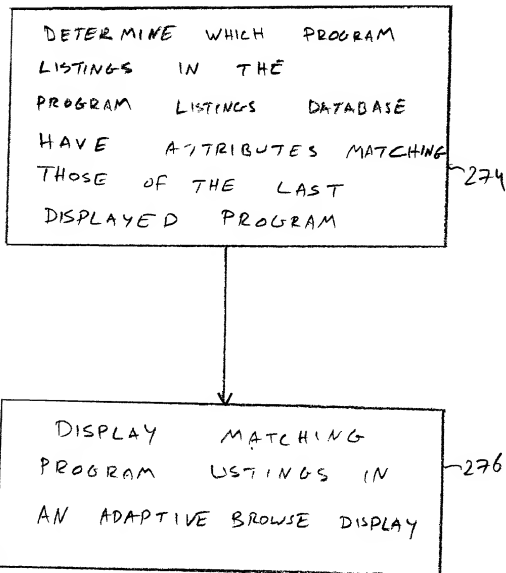 DETERMINE WHICH PROGRAM
LISTINGS IN THE
PROGRAM LISTINGS DATABASE
HAVE ATTRIBUTES MATCHING
THOSE OF THE LAST
DISPLAYED PROGRAM
274
DISPLAY MATCHING
PROGRAM LISTINGS IN
AN ADAPTIVE BROWSE DISPLAY
276